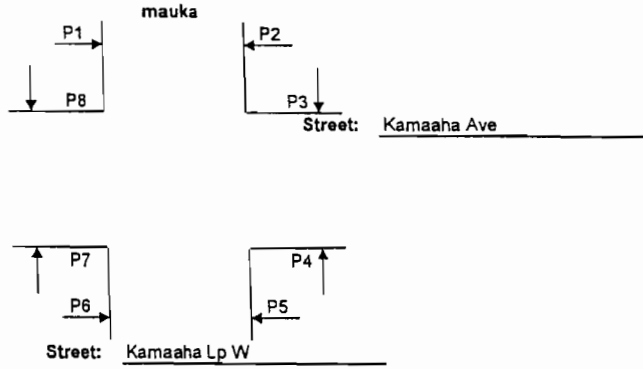 mauka
P1 P2
P8 P3
Street: Kamaaha Ave
P7 P4
P6 P5
Street: Kamaaha Lp W